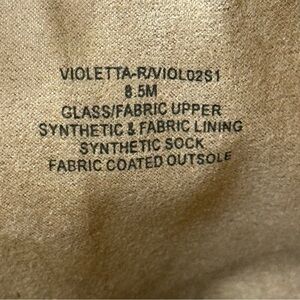 VIOLETTA-R/VIOL02S1
8.5M
GLASS/FABRIC UPPER
SYNTHETIC & FABRIC LINING
SYNTHETIC SOCK
FABRIC COATED OUTSOLE